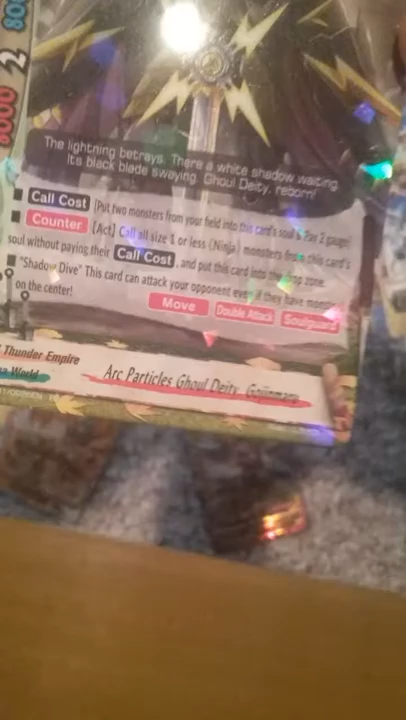 The lightning betrays. There a white shadow waiting.
Its black blade swaying. Ghoul Deity, reborn!
■ Call Cost [Put two monsters from your field into this card's soul & Pay 2 gauge]
■ Counter [Act] Call all size 1 or less 《Ninja》 monsters from this card's
soul without paying their Call Cost, and put this card into the drop zone.
■ "Shadow Dive" This card can attack your opponent even if they have monsters
on the center!
Move Double Attack Soulguard
Thunder Empire
World
Arc Particles Ghoul Deity, Gojinmaru
2